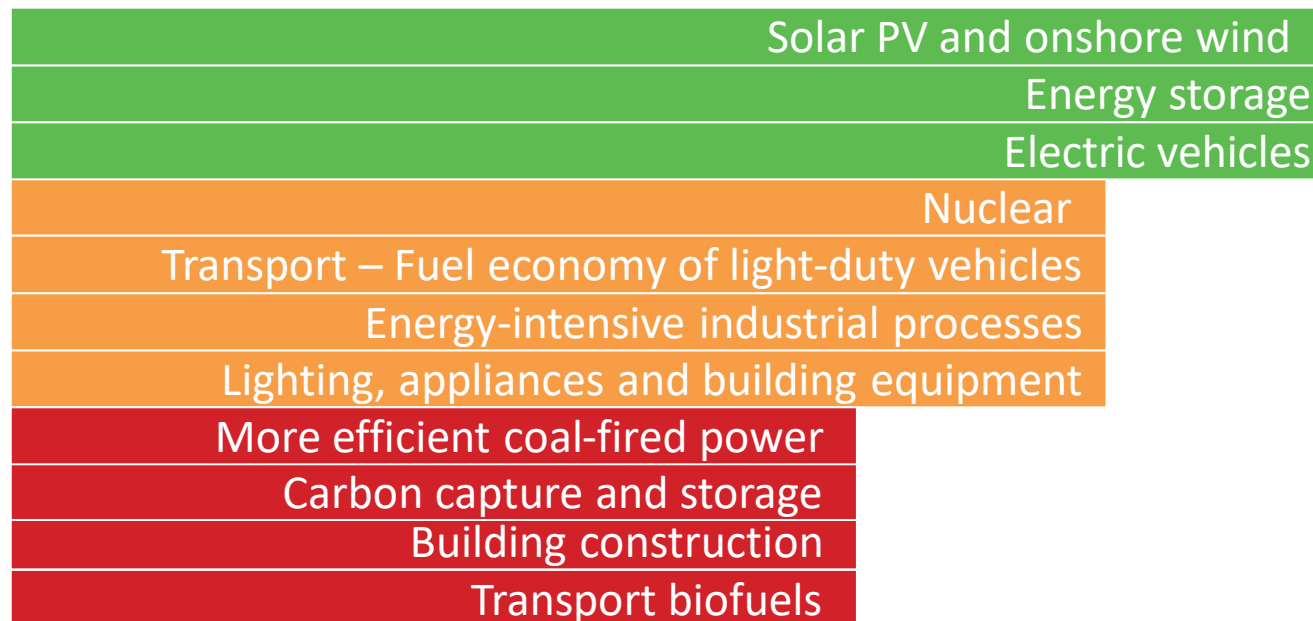 Solar PV and onshore wind
Energy storage
Electric vehicles
Nuclear
Transport – Fuel economy of light-duty vehicles
Energy-intensive industrial processes
Lighting, appliances and building equipment
More efficient coal-fired power
Carbon capture and storage
Building construction
Transport biofuels